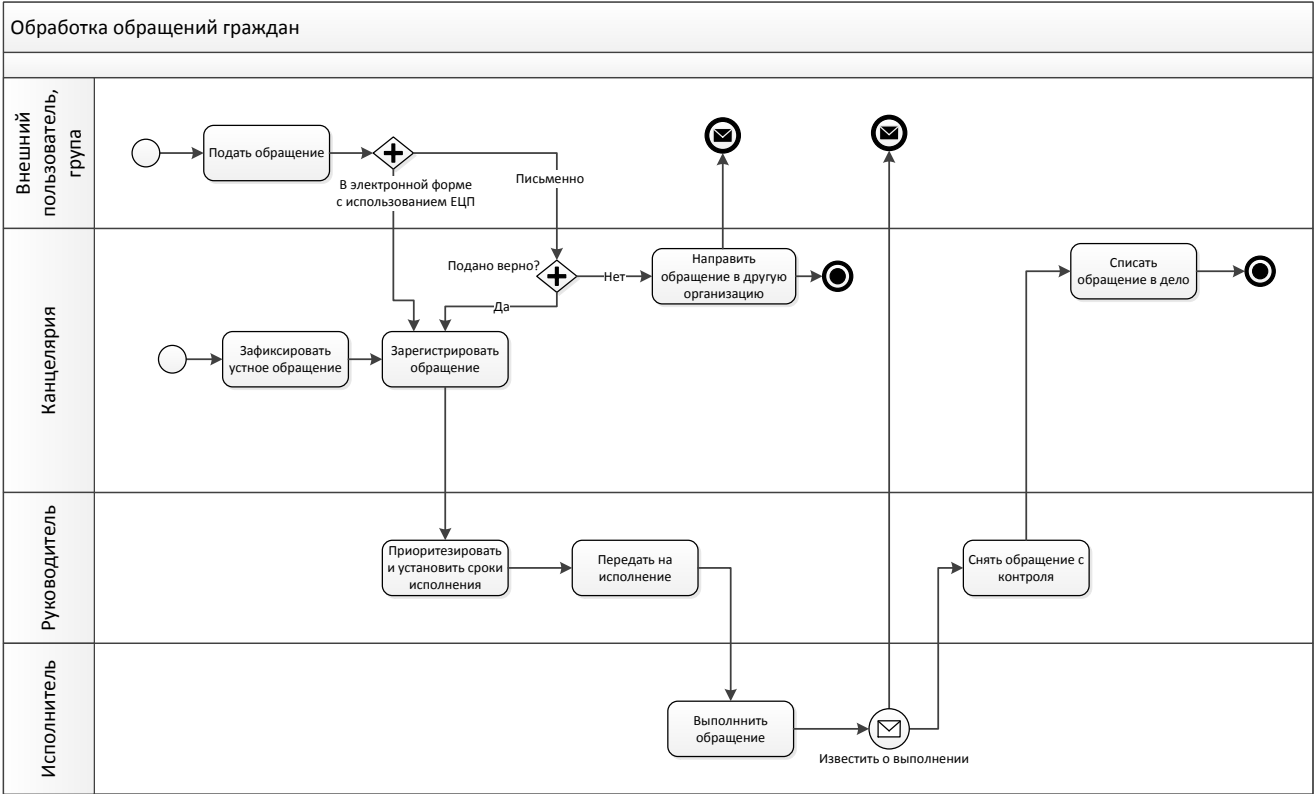 Обработка обращений граждан
Внешний
пользователь,
група
Подать обращение
В электронной форме
с использованием ЕЦП
Письменно
Канцелярия
Подано верно?
Нет
Да
Направить
обращение в другую
организацию
Списать
обращение в дело
Зафиксировать
устное обращение
Зарегистрировать
обращение
Руководитель
Приоритезировать
и установить сроки
исполнения
Передать на
исполнение
Снять обращение с
контроля
Исполнитель
Выполннить
обращение
Известить о выполнении